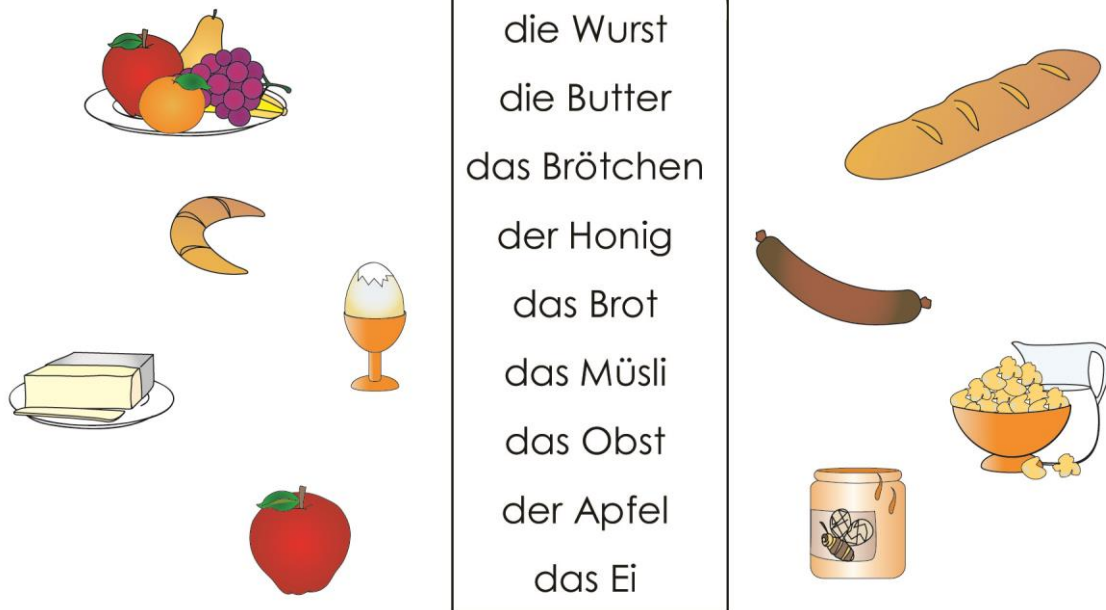 die Wurst
die Butter
das Brötchen
der Honig
das Brot
das Müsli
das Obst
der Apfel
das Ei